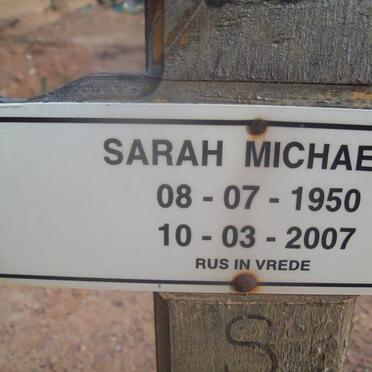 SARAH MICHAE
08 - 07 - 1950
10 - 03 - 2007
RUS IN VREDE
S